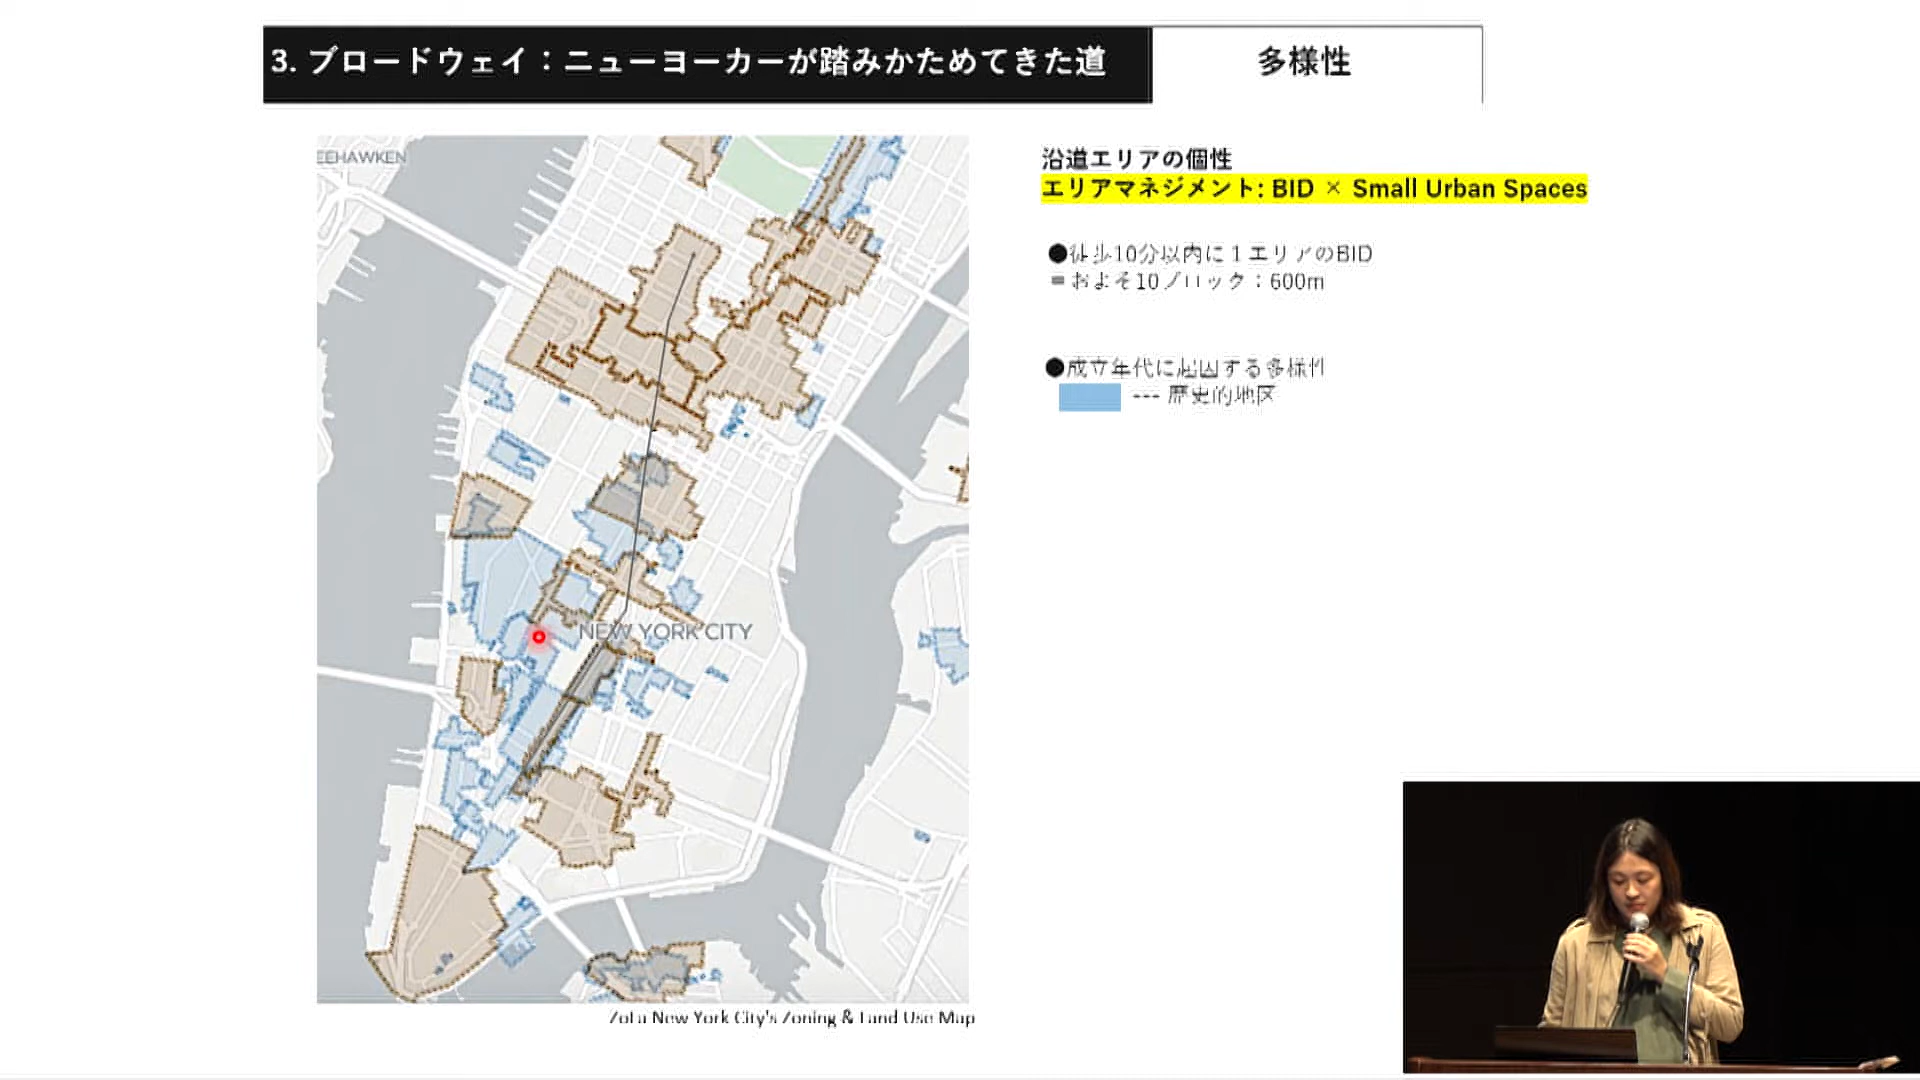 3. ブロードウェイ：ニューヨーカーが踏みかためてきた道
多様性
EEHAWKEN
沿道エリアの個性
エリアマネジメント: BID × Small Urban Spaces
●徒歩10分以内に１エリアのBID
=およそ10ブロック：600m
●成立年代に起因する多様性
--- 歴史的地区
NEW YORK CITY
ZoLa New York City's Zoning & Land Use Map